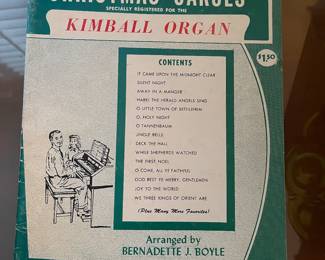 CHRISTMAS CAROLS
SPECIALLY REGISTERED FOR THE
KIMBALL ORGAN
$1.50
CONTENTS
IT CAME UPON THE MIDNIGHT CLEAR
SILENT NIGHT
AWAY IN A MANGER
HARK! THE HERALD ANGELS SING
O LITTLE TOWN OF BETHLEHEM
O, HOLY NIGHT
O TANNENBAUM
JINGLE BELLS
DECK THE HALL
WHILE SHEPHERDS WATCHED
THE FIRST NOEL
O COME, ALL YE FAITHFUL
GOD REST YE MERRY, GENTLEMEN
JOY TO THE WORLD
WE THREE KINGS OF ORIENT ARE
(Plus Many More Favorites)
Arranged by
BERNADETTE J. BOYLE